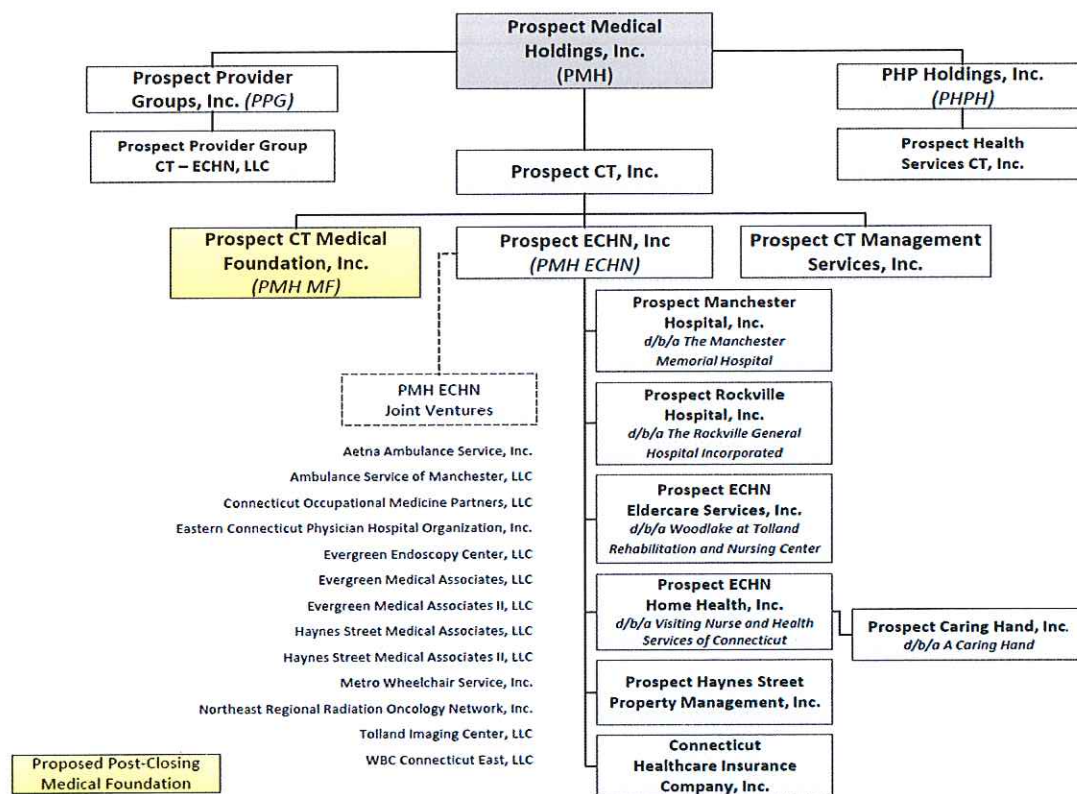 Prospect Medical
Holdings, Inc.
(PMH)
Prospect Provider
Groups, Inc. (PPG)
PHP Holdings, Inc.
(PHPH)
Prospect Provider Group
CT – ECHN, LLC
Prospect Health
Services CT, Inc.
Prospect CT, Inc.
Prospect CT Medical
Foundation, Inc.
(PMH MF)
Prospect ECHN, Inc
(PMH ECHN)
Prospect CT Management
Services, Inc.
PMH ECHN
Joint Ventures
Aetna Ambulance Service, Inc.
Ambulance Service of Manchester, LLC
Connecticut Occupational Medicine Partners, LLC
Eastern Connecticut Physician Hospital Organization, Inc.
Evergreen Endoscopy Center, LLC
Evergreen Medical Associates, LLC
Evergreen Medical Associates II, LLC
Haynes Street Medical Associates, LLC
Haynes Street Medical Associates II, LLC
Metro Wheelchair Service, Inc.
Northeast Regional Radiation Oncology Network, Inc.
Tolland Imaging Center, LLC
WBC Connecticut East, LLC
Prospect Manchester
Hospital, Inc.
d/b/a The Manchester
Memorial Hospital
Prospect Rockville
Hospital, Inc.
d/b/a The Rockville General
Hospital Incorporated
Prospect ECHN
Eldercare Services, Inc.
d/b/a Woodlake at Tolland
Rehabilitation and Nursing Center
Prospect ECHN
Home Health, Inc.
d/b/a Visiting Nurse and Health
Services of Connecticut
Prospect Caring Hand, Inc.
d/b/a A Caring Hand
Prospect Haynes Street
Property Management, Inc.
Connecticut
Healthcare Insurance
Company, Inc.
Proposed Post-Closing
Medical Foundation